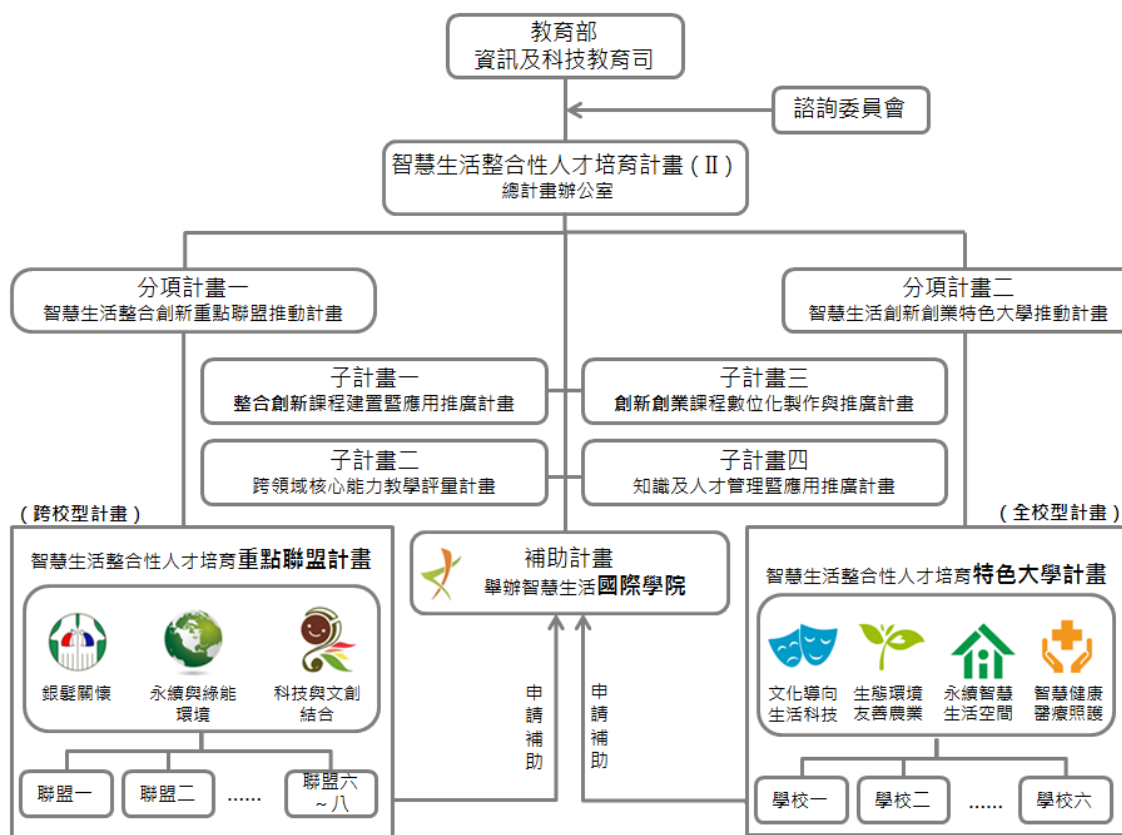 教育部
資訊及科技教育司
諮詢委員會
智慧生活整合性人才培育計畫(Ⅱ)
總計畫辦公室
分項計畫一
智慧生活整合創新重點聯盟推動計畫
分項計畫二
智慧生活創新創業特色大學推動計畫
子計畫一
整合創新課程建置暨應用推廣計畫
子計畫三
創新創業課程數位化製作與推廣計畫
子計畫二
跨領域核心能力教學評量計畫
子計畫四
知識及人才管理暨應用推廣計畫
(跨校型計畫)
智慧生活整合性人才培育重點聯盟計畫
銀髮關懷
永續與綠能
環境
科技與文創
結合
聯盟一
聯盟二
......
聯盟六
~八
補助計畫
舉辦智慧生活國際學院
申請補助
申請補助
(全校型計畫)
智慧生活整合性人才培育特色大學計畫
文化導向
生活科技
生態環境
友善農業
永續智慧
生活空間
智慧健康
醫療照護
學校一
學校二
......
學校六